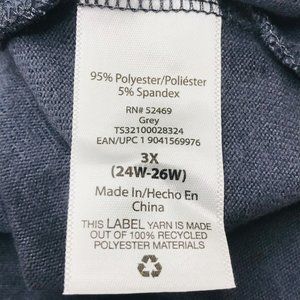 95% Polyester/Poliéster
5% Spandex
RN# 52469
Grey
TS32100028324
EAN/UPC 1 9041569976
3X
(24W-26W)
Made In/Hecho En
China
THIS LABEL YARN IS MADE
OUT OF 100% RECYCLED
POLYESTER MATERIALS